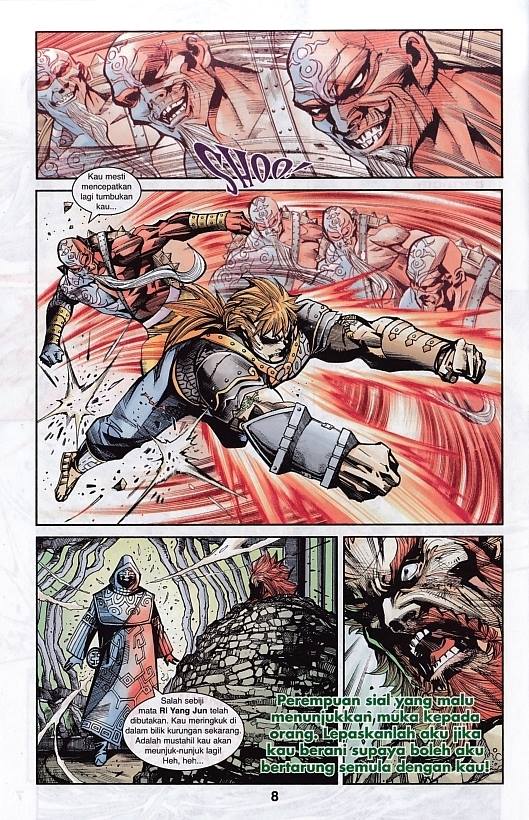 SHOO!
Kau mesti
mencepatkan
lagi tumbukan
kau...
Salah sebiji
mata Ri Yang Jun telah
dibutakan. Kau meringkuk di
dalam bilik kurungan sekarang.
Adalah mustahil kau akan
meunjuk-nunjuk lagi!
Heh, heh...
Perempuan sial yang malu
menunjukkan muka kepada
orang. Lepaskanlah aku jika
kau berani supaya boleh aku
bertarung semula dengan kau!
8